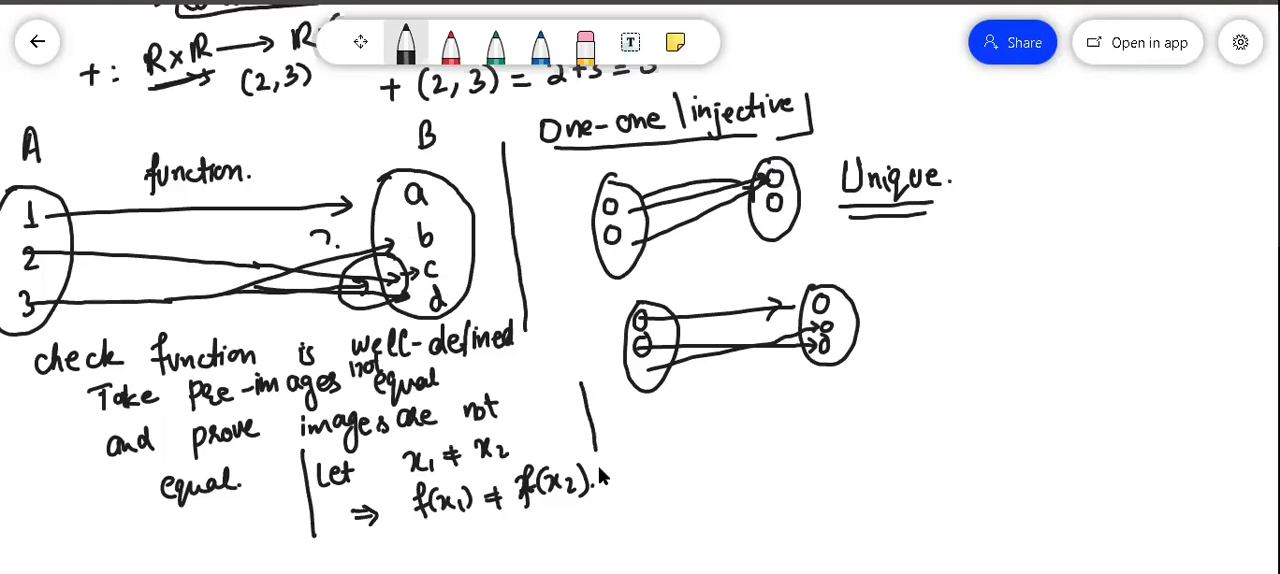 Share
Open in app
T
R×R → R
+: (2,3) + (2,3) = 2+3 =
A B
function.
1
2
3
?.
a
b
c
d
One-one / injective
Unique.
check function is well-defined
Take pre-images not equal
and prove images are not
equal.
Let x₁ ≠ x₂
⇒ f(x₁) ≠ f(x₂).